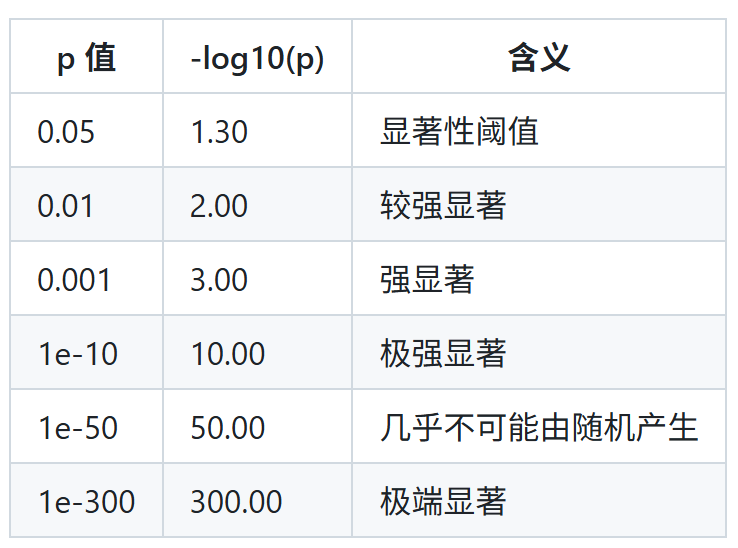 p 值 -log10(p) 含义
0.05 1.30 显著性阈值
0.01 2.00 较强显著
0.001 3.00 强显著
1e-10 10.00 极强显著
1e-50 50.00 几乎不可能由随机产生
1e-300 300.00 极端显著